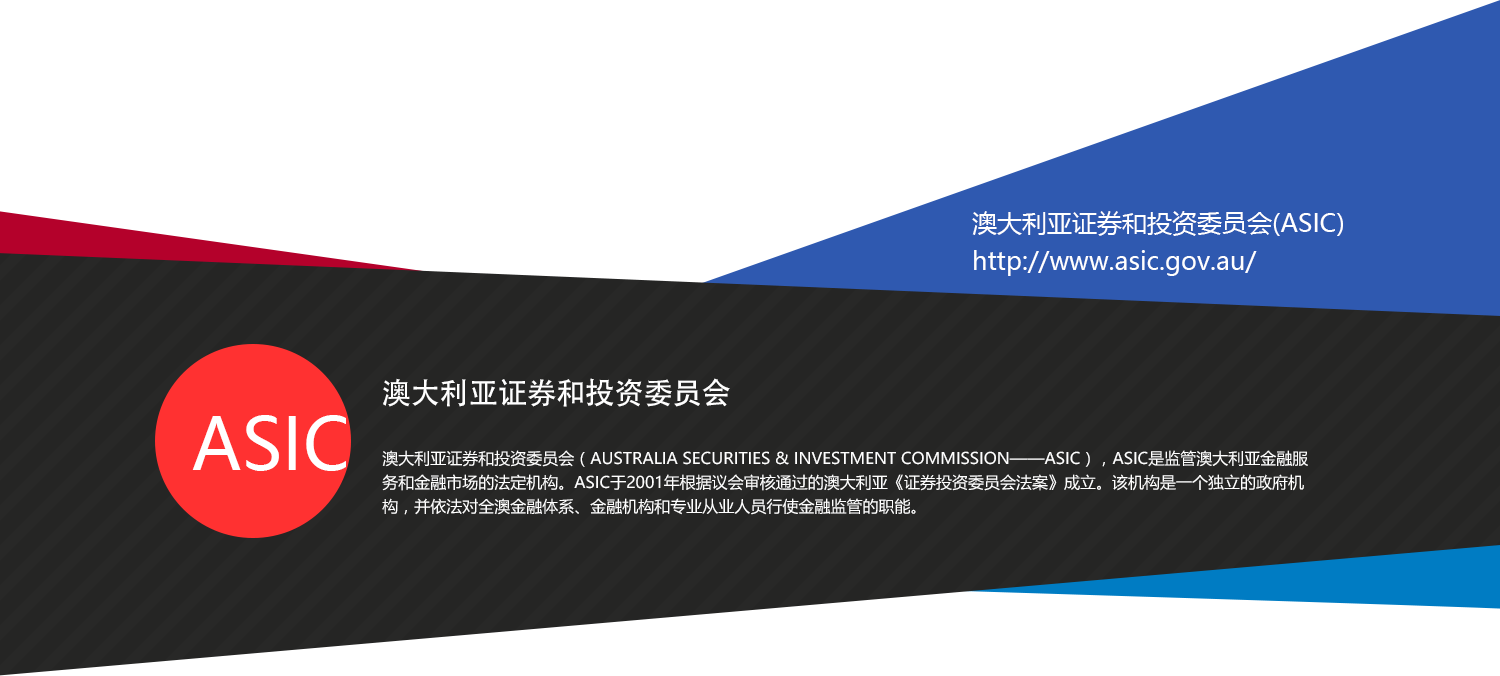 澳大利亚证券和投资委员会(ASIC)
http://www.asic.gov.au/
ASIC
澳大利亚证券和投资委员会
澳大利亚证券和投资委员会（AUSTRALIA SECURITIES & INVESTMENT COMMISSION——ASIC），ASIC是监管澳大利亚金融服
务和金融市场的法定机构。ASIC于2001年根据议会审核通过的澳大利亚《证券投资委员会法案》成立。该机构是一个独立的政府机
构，并依法对全澳金融体系、金融机构和专业从业人员行使金融监管的职能。